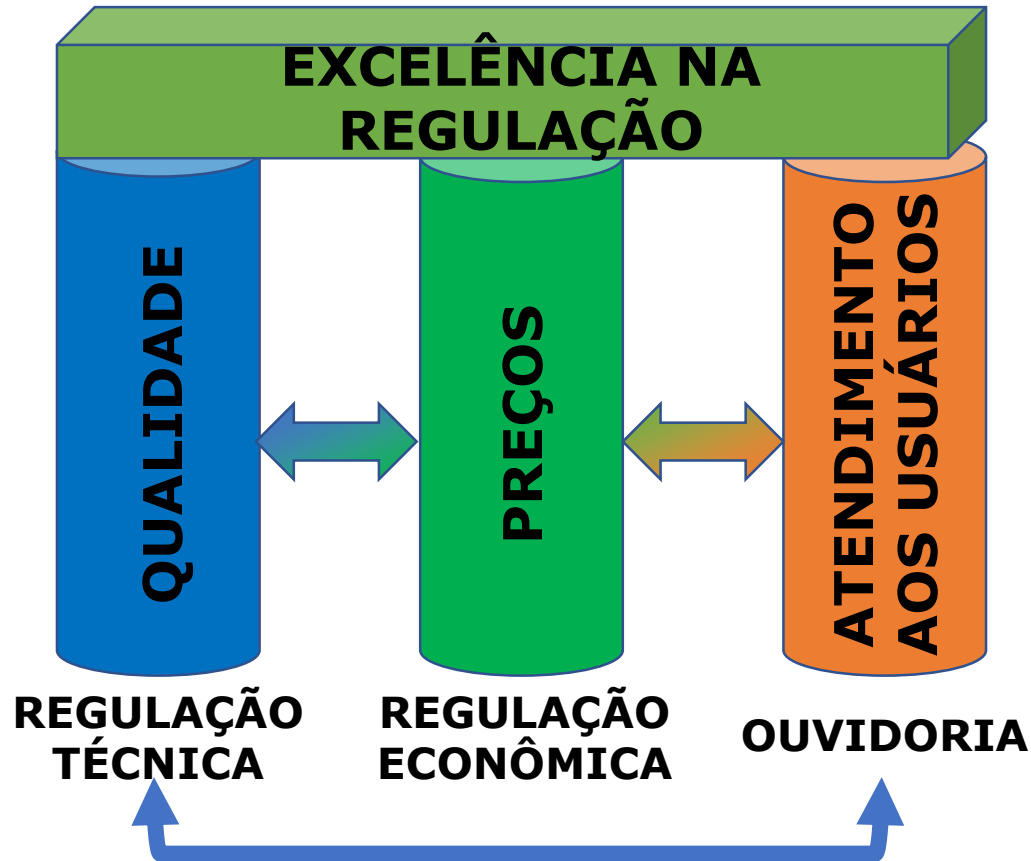 EXCELÊNCIA NA
REGULAÇÃO
QUALIDADE
PREÇOS
ATENDIMENTO
AOS USUÁRIOS
REGULAÇÃO
TÉCNICA
REGULAÇÃO
ECONÔMICA
OUVIDORIA